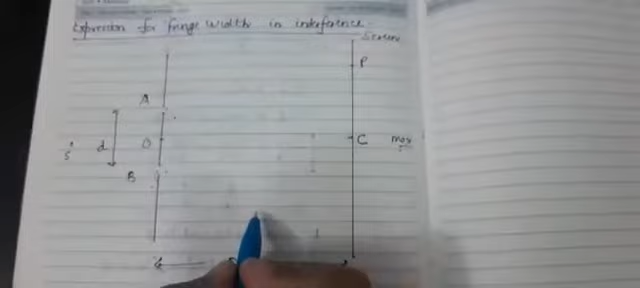 Expression for fringe width in interference.
Screen
P
A
S
d
O
C
max
B